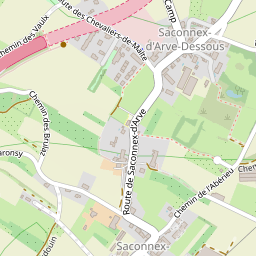 Camp
Route des Chevaliers-de-Malte
Chemin des Vaulx
Saconnex-
d'Arve-Dessous
Chemin des Bruaz
Route de Saconnex-d'Arve
Chemin de l'Abérieu
Saconnex-